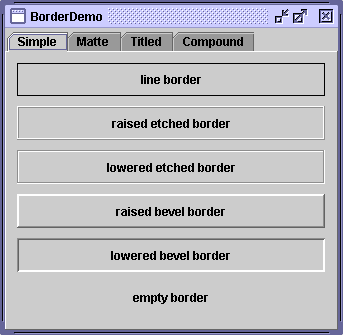 BorderDemo
Simple Matte Titled Compound
line border
raised etched border
lowered etched border
raised bevel border
lowered bevel border
empty border